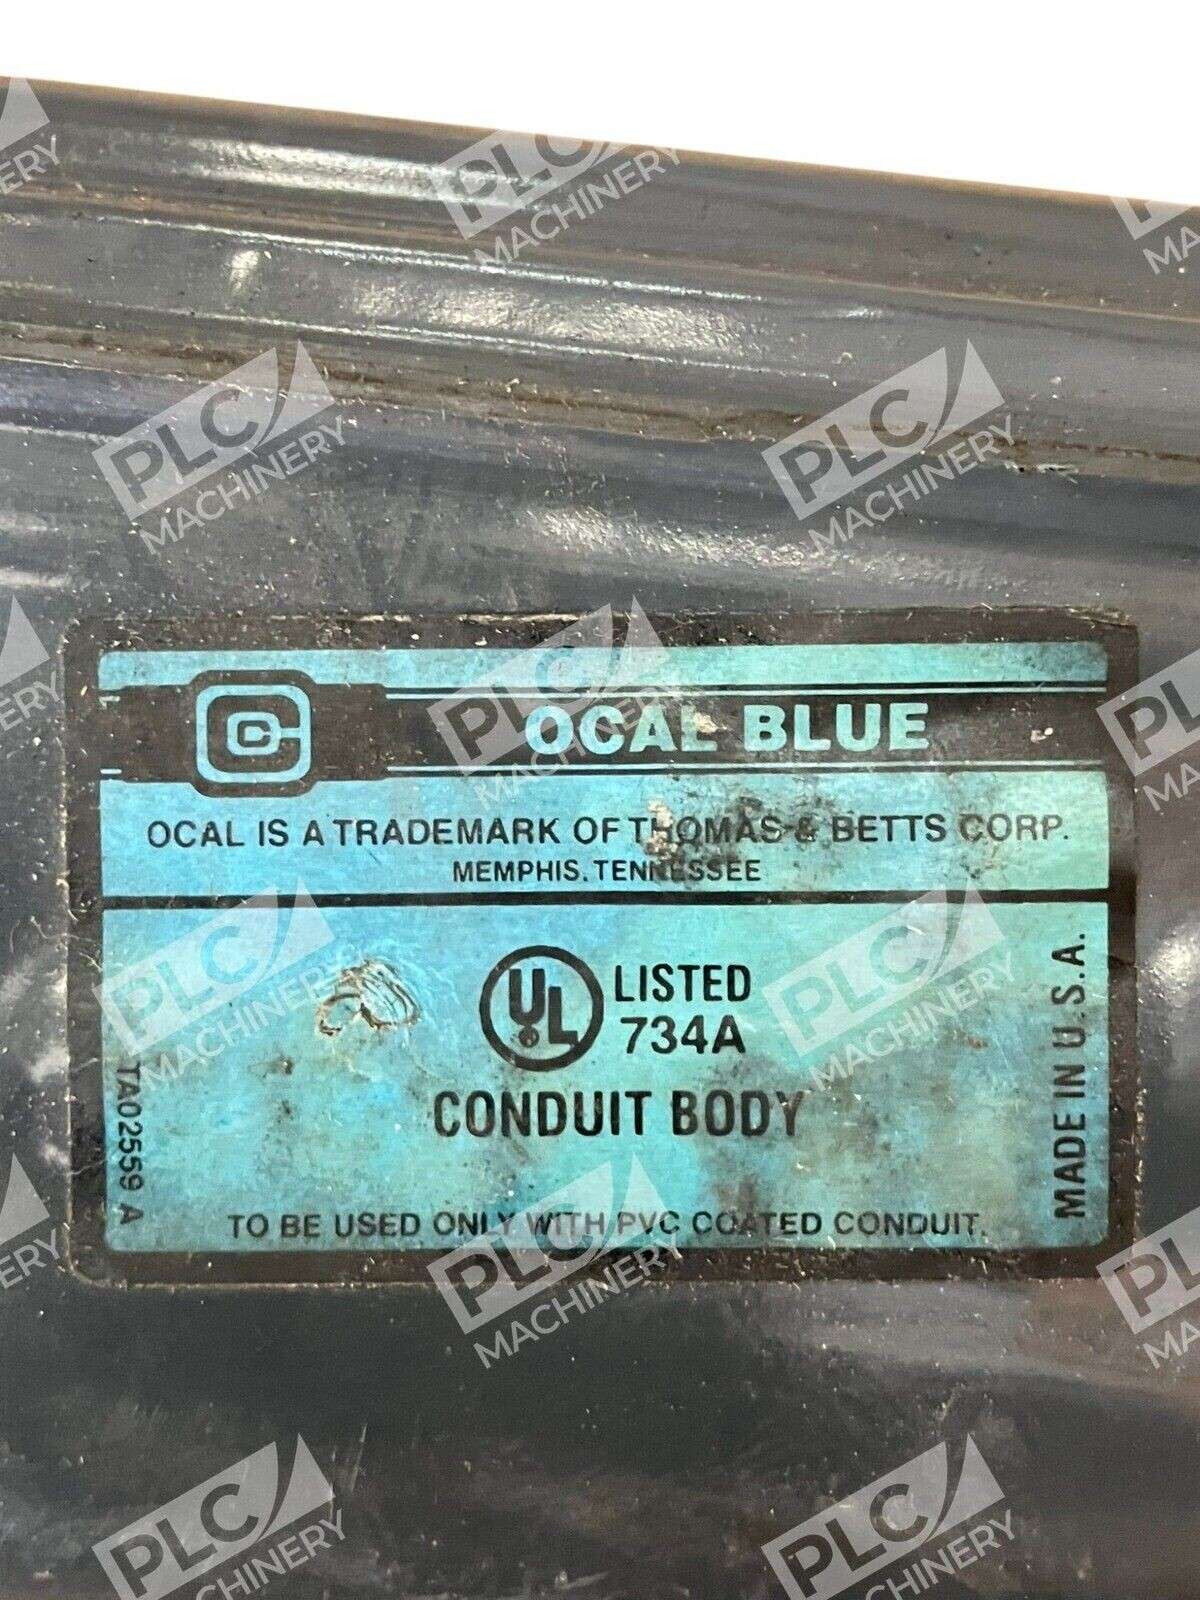 OCAL BLUE
OCAL IS A TRADEMARK OF THOMAS & BETTS CORP.
MEMPHIS, TENNESSEE
UL LISTED
734A
CONDUIT BODY
TO BE USED ONLY WITH PVC COATED CONDUIT.
TA02559 A
MADE IN U.S.A.
PLC
MACHINERY